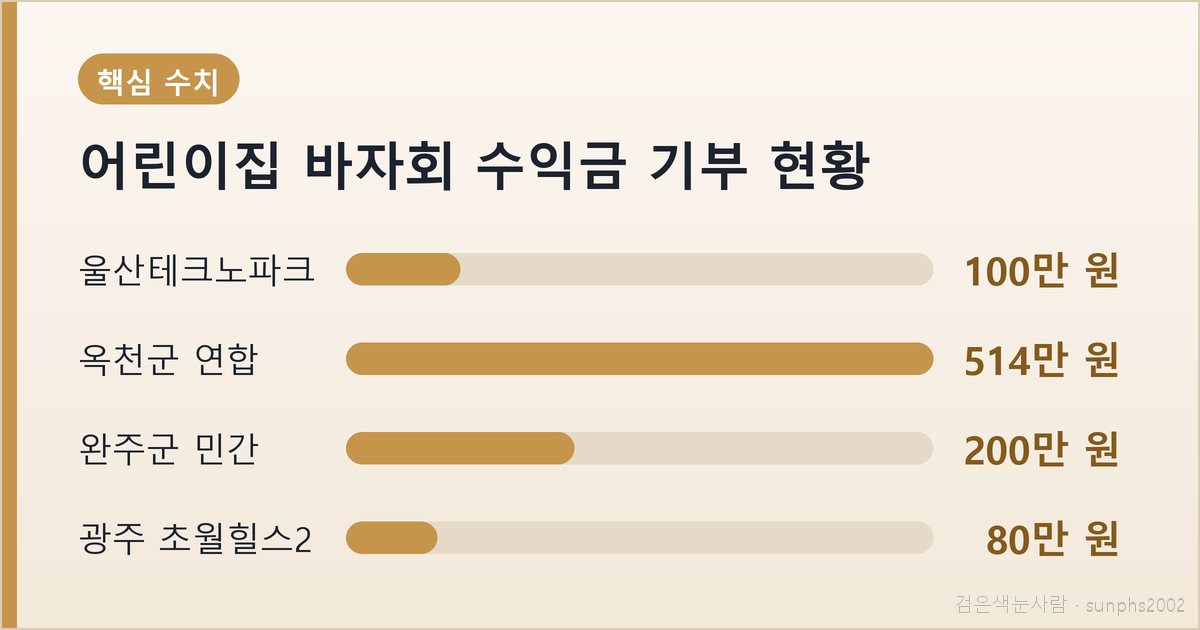 핵심 수치
어린이집 바자회 수익금 기부 현황
울산테크노파크 100만 원
옥천군 연합 514만 원
완주군 민간 200만 원
광주 초월힐스2 80만 원
검은색눈사람 · sunphs2002